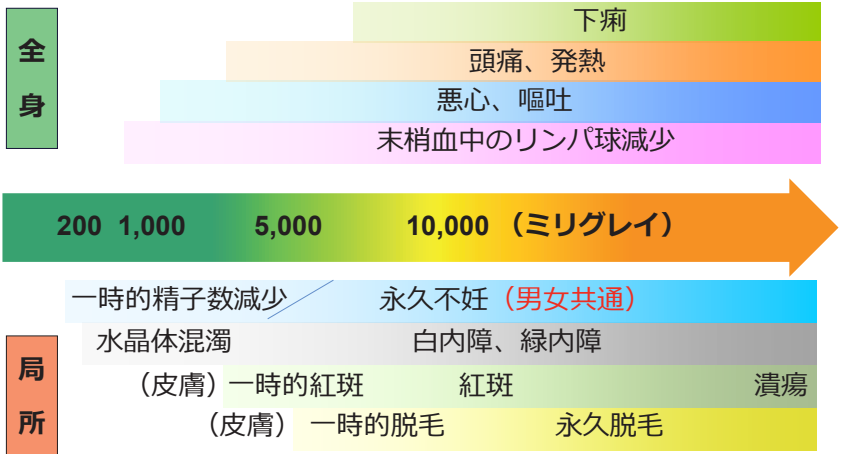 全身
下痢
頭痛、発熱
悪心、嘔吐
末梢血中のリンパ球減少
200 1,000 5,000 10,000 （ミリグレイ）
局所
一時的精子数減少 永久不妊（男女共通）
水晶体混濁 白内障、緑内障
（皮膚）一時的紅斑 紅斑 潰瘍
（皮膚） 一時的脱毛 永久脱毛